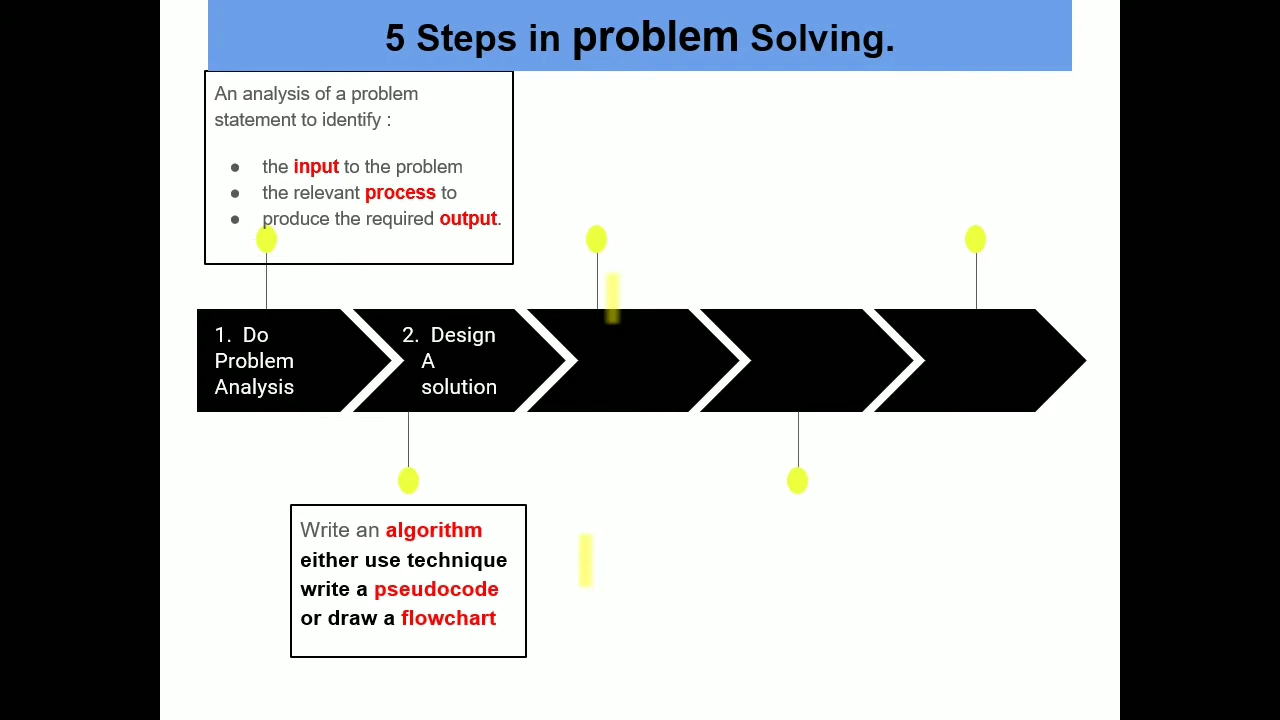 5 Steps in problem Solving.
An analysis of a problem
statement to identify :
● the input to the problem
● the relevant process to
● produce the required output.
1. Do
Problem
Analysis
2. Design
A
solution
Write an algorithm
either use technique
write a pseudocode
or draw a flowchart